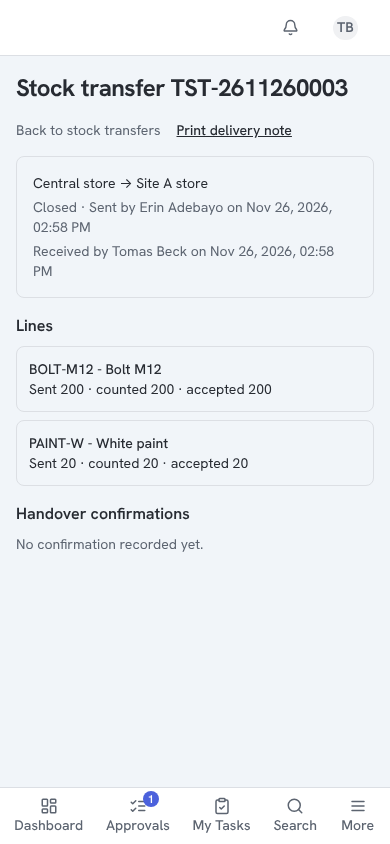 TB
Stock transfer TST-2611260003
Back to stock transfers Print delivery note
Central store → Site A store
Closed · Sent by Erin Adebayo on Nov 26, 2026,
02:58 PM
Received by Tomas Beck on Nov 26, 2026, 02:58
PM
Lines
BOLT-M12 - Bolt M12
Sent 200 · counted 200 · accepted 200
PAINT-W - White paint
Sent 20 · counted 20 · accepted 20
Handover confirmations
No confirmation recorded yet.
1
Dashboard Approvals My Tasks Search More